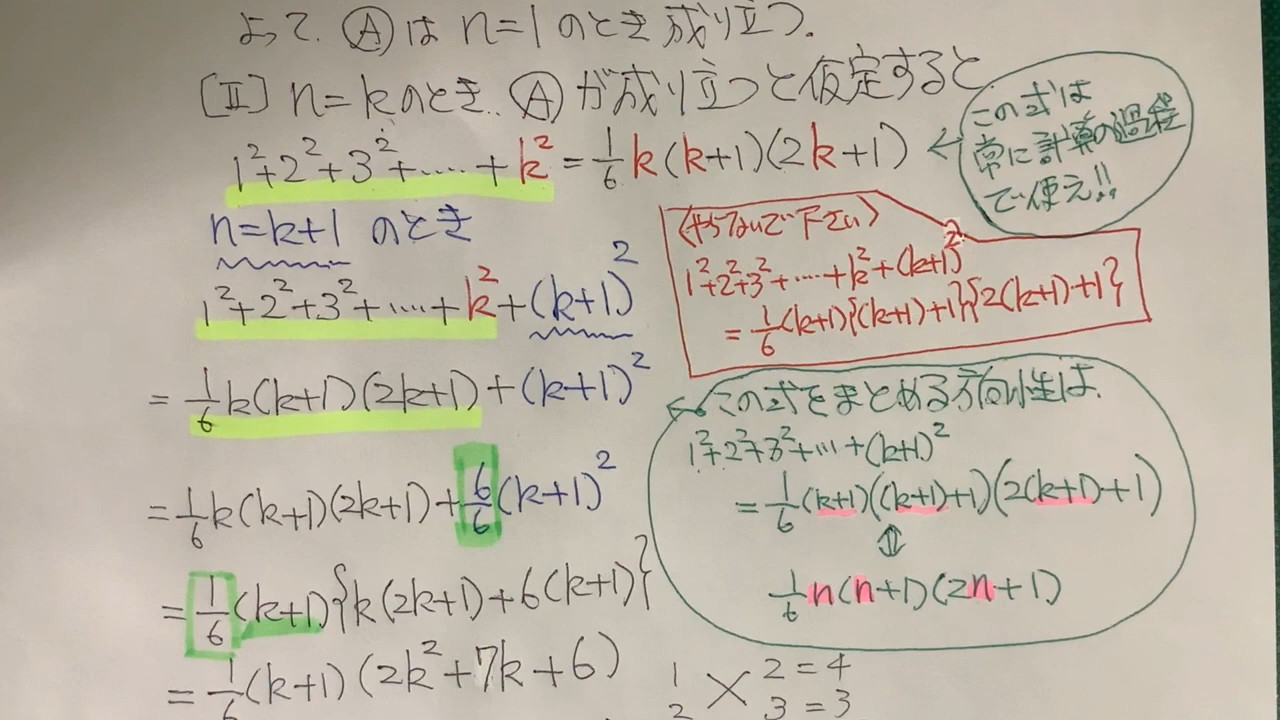 よって、Ⓐは n=1のとき成り立つ.
[Ⅱ] n=kのとき、Ⓐが成り立つと仮定すると
1²+2²+3²+‥‥+k²=1/6 k(k+1)(2k+1)
この式は
常に計算の過程
で使え!!
n=k+1 のとき
1²+2²+3²+‥‥+k²+(k+1)²
=1/6 k(k+1)(2k+1)+(k+1)²
=1/6 k(k+1)(2k+1)+6/6(k+1)²
=1/6(k+1){k(2k+1)+6(k+1)}
=1/6(k+1)(2k²+7k+6)
1 2=4
2 3=3
〈やらないで下さい〉
1²+2²+3²+‥‥+k²+(k+1)²
=1/6(k+1){(k+1)+1}{2(k+1)+1}
この式をまとめる方向性は、
1²+2²+3²+‥+(k+1)²
=1/6(k+1)((k+1)+1)(2(k+1)+1)
⇕
1/6 n(n+1)(2n+1)